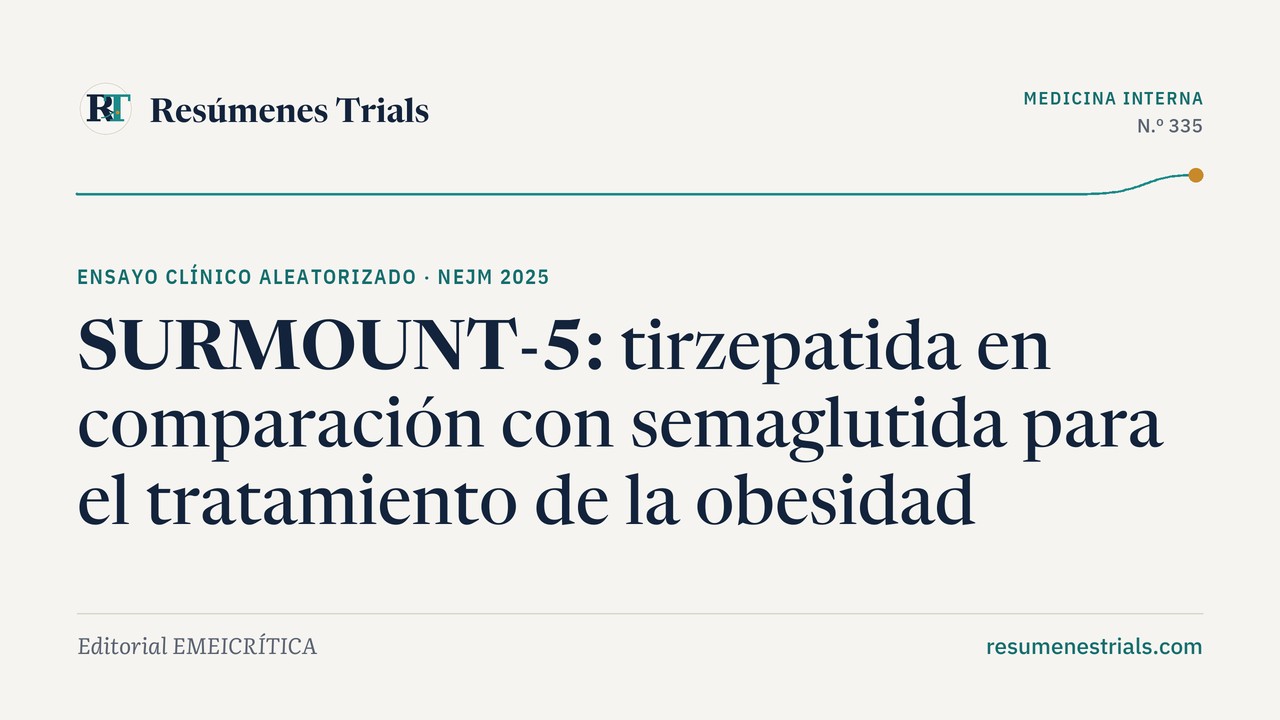 RT
Resúmenes Trials
MEDICINA INTERNA
N.º 335
ENSAYO CLÍNICO ALEATORIZADO · NEJM 2025
SURMOUNT-5: tirzepatida en
comparación con semaglutida para
el tratamiento de la obesidad
Editorial EMEICRÍTICA
resumenestrials.com